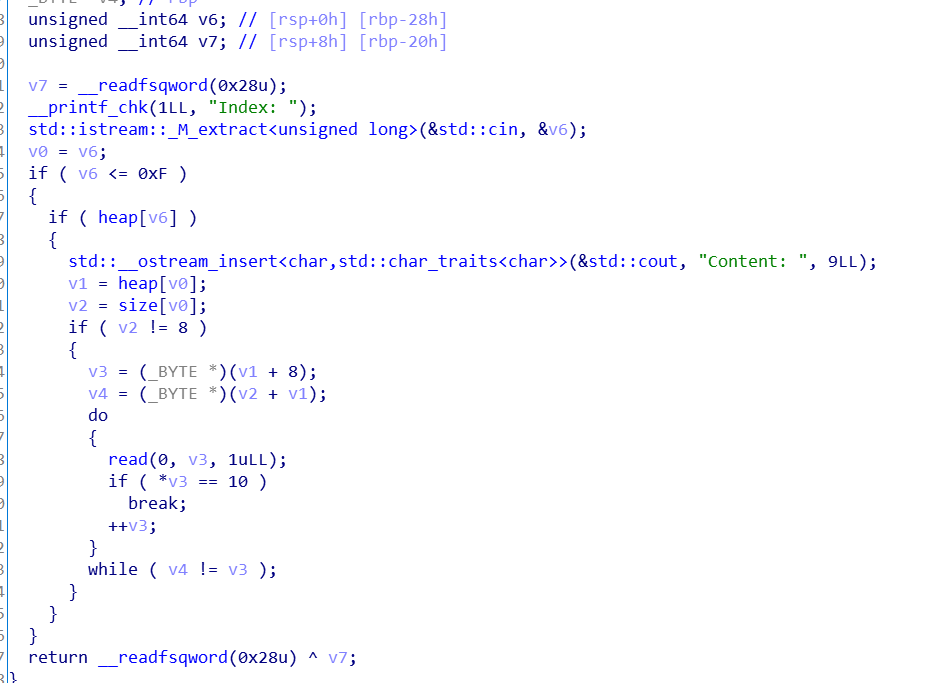 _BYTE *v4; // rbp
unsigned __int64 v6; // [rsp+0h] [rbp-28h]
unsigned __int64 v7; // [rsp+8h] [rbp-20h]
v7 = __readfsqword(0x28u);
__printf_chk(1LL, "Index: ");
std::istream::_M_extract<unsigned long>(&std::cin, &v6);
v0 = v6;
if ( v6 <= 0xF )
{
if ( heap[v6] )
{
std::__ostream_insert<char,std::char_traits<char>>(&std::cout, "Content: ", 9LL);
v1 = heap[v0];
v2 = size[v0];
if ( v2 != 8 )
{
v3 = (_BYTE *)(v1 + 8);
v4 = (_BYTE *)(v2 + v1);
do
{
read(0, v3, 1uLL);
if ( *v3 == 10 )
break;
++v3;
}
while ( v4 != v3 );
}
}
}
return __readfsqword(0x28u) ^ v7;
}